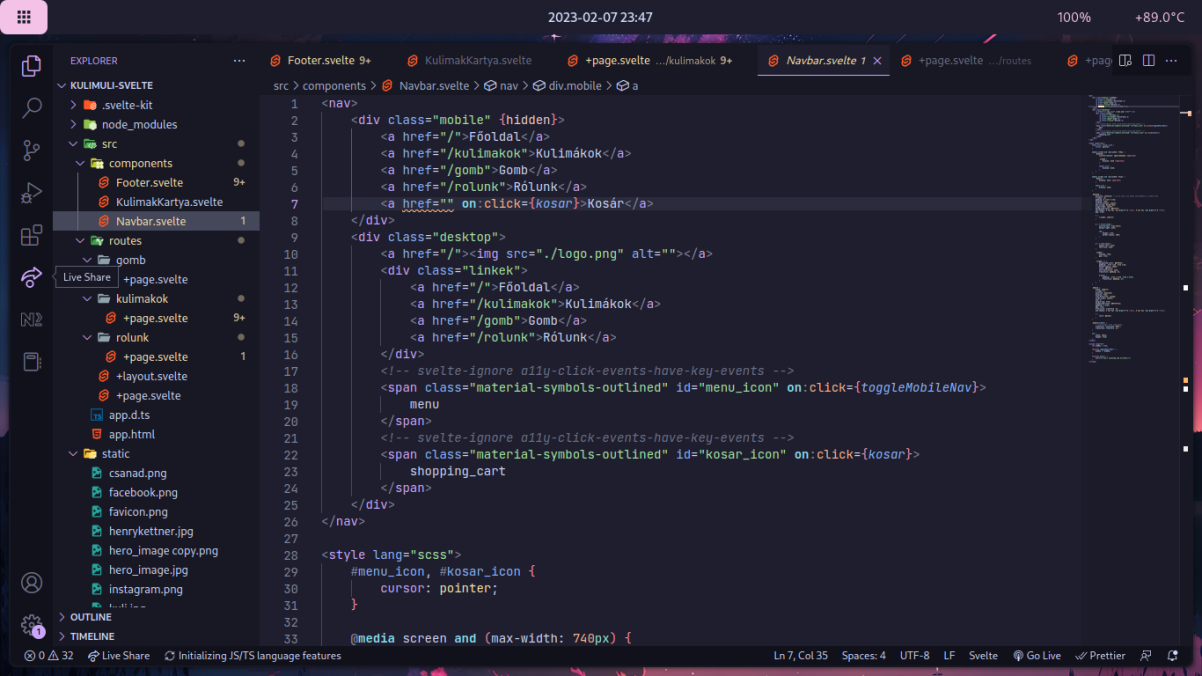 2023-02-07 23:47
100%
+89.0°C
EXPLORER
Footer.svelte 9+
KulimakKartya.svelte
+page.svelte .../kulimakok 9+
Navbar.svelte 1
+page.svelte .../routes
KULIMULI-SVELTE
src > components > Navbar.svelte > nav > div.mobile > a
.svelte-kit
node_modules
src
components
Footer.svelte 9+
KulimakKartya.svelte
Navbar.svelte 1
routes
gomb
Live Share
+page.svelte
kulimakok
+page.svelte 9+
rolunk
+page.svelte 1
+layout.svelte
+page.svelte
app.d.ts
app.html
static
csanad.png
facebook.png
favicon.png
henrykettner.jpg
hero_image copy.png
hero_image.jpg
instagram.png
OUTLINE
TIMELINE
1
1 <nav>
2 <div class="mobile" {hidden}>
3 <a href="/">Főoldal</a>
4 <a href="/kulimakok">Kulimákok</a>
5 <a href="/gomb">Gomb</a>
6 <a href="/rolunk">Rólunk</a>
7 <a href="" on:click={kosar}>Kosár</a>
8 </div>
9 <div class="desktop">
10 <a href="/"><img src="./logo.png" alt=""></a>
11 <div class="linkek">
12 <a href="/">Főoldal</a>
13 <a href="/kulimakok">Kulimákok</a>
14 <a href="/gomb">Gomb</a>
15 <a href="/rolunk">Rólunk</a>
16 </div>
17 <!-- svelte-ignore a11y-click-events-have-key-events -->
18 <span class="material-symbols-outlined" id="menu_icon" on:click={toggleMobileNav}>
19 menu
20 </span>
21 <!-- svelte-ignore a11y-click-events-have-key-events -->
22 <span class="material-symbols-outlined" id="kosar_icon" on:click={kosar}>
23 shopping_cart
24 </span>
25 </div>
26 </nav>
27
28 <style lang="scss">
29 #menu_icon, #kosar_icon {
30 cursor: pointer;
31 }
32
33 @media screen and (max-width: 740px) {
0 32 Live Share Initializing JS/TS language features
Ln 7, Col 35 Spaces: 4 UTF-8 LF Svelte Go Live Prettier